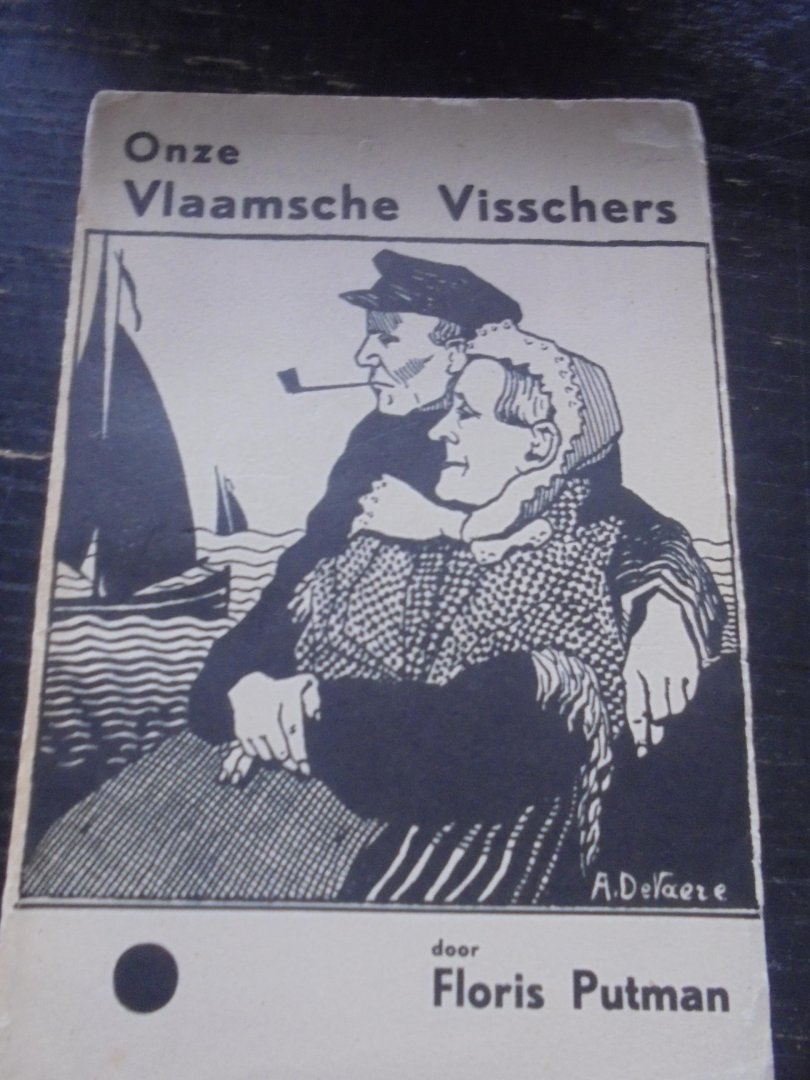 Onze
Vlaamsche Visschers
A. DeVaere
door
Floris Putman